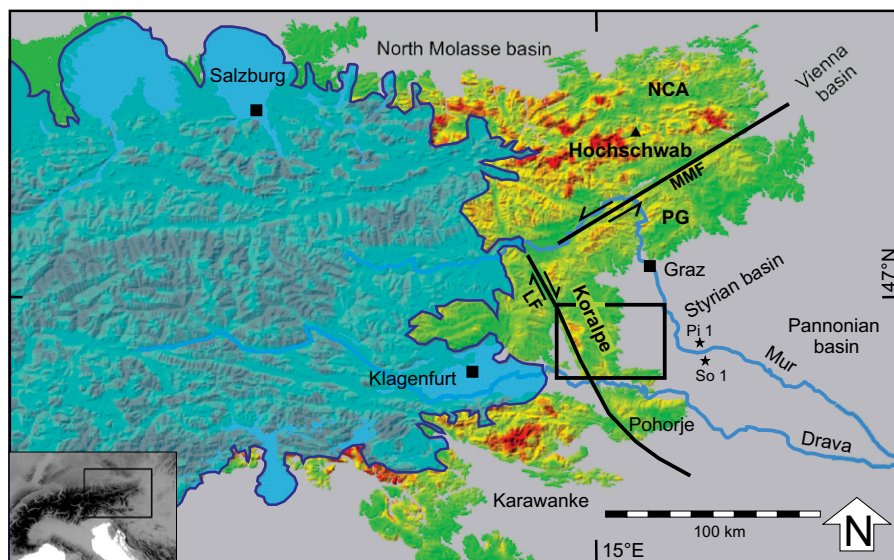 North Molasse basin
Salzburg
NCA
Vienna
basin
Hochschwab
MMF
PG
Graz
47°N
LF
Koralpe
Styrian basin
Pi 1
So 1
Pannonian
basin
Mur
Klagenfurt
Pohorje
Drava
Karawanke
100 km
15°E
N